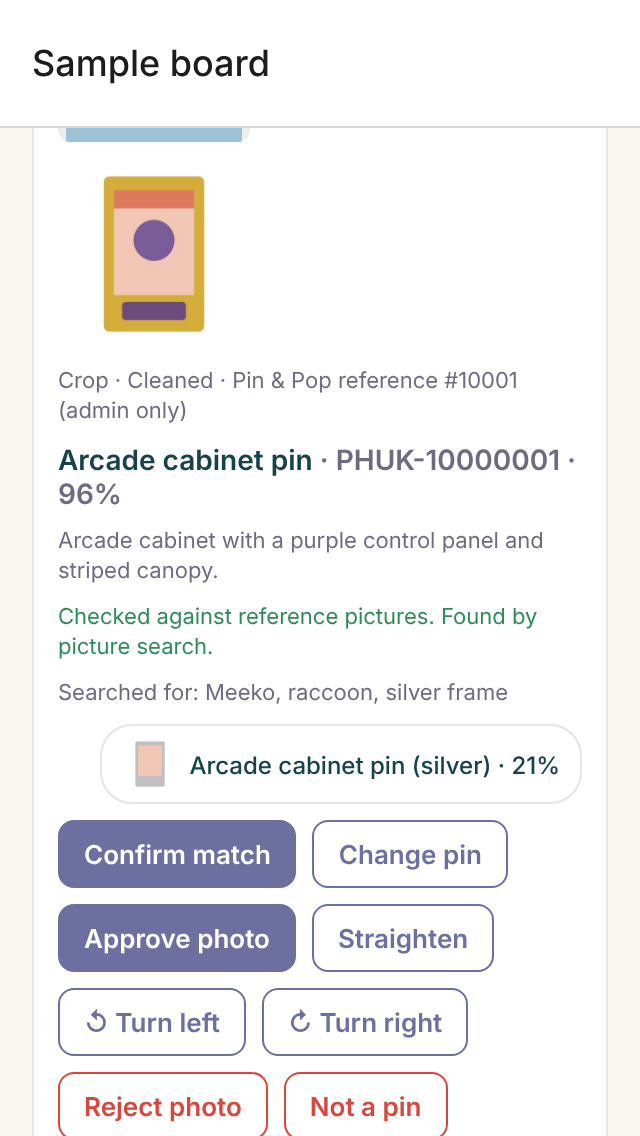 Sample board
Crop · Cleaned · Pin & Pop reference #10001
(admin only)
Arcade cabinet pin · PHUK-10000001 ·
96%
Arcade cabinet with a purple control panel and
striped canopy.
Checked against reference pictures. Found by
picture search.
Searched for: Meeko, raccoon, silver frame
Arcade cabinet pin (silver) · 21%
Confirm match
Change pin
Approve photo
Straighten
↺ Turn left
↻ Turn right
Reject photo
Not a pin